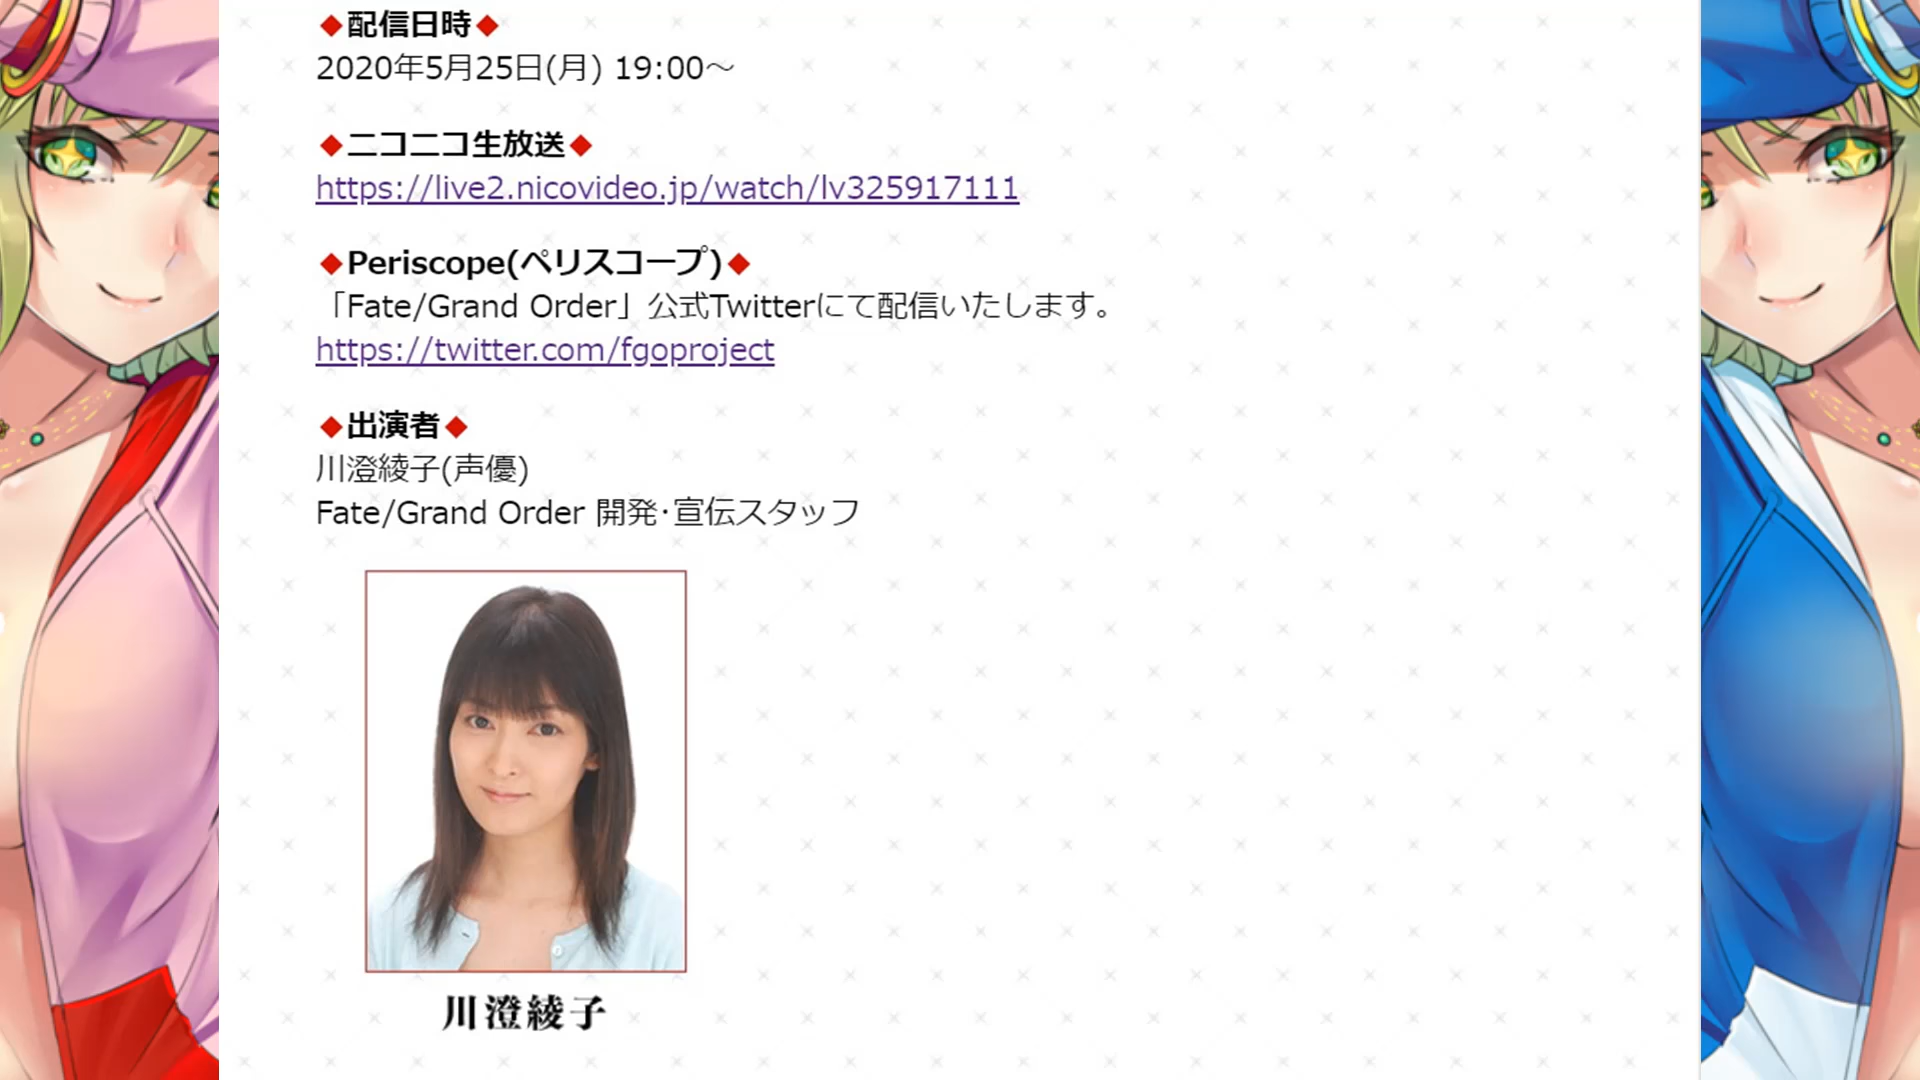 ◆配信日時◆
2020年5月25日(月) 19:00～
◆ニコニコ生放送◆
https://live2.nicovideo.jp/watch/lv325917111
◆Periscope(ペリスコープ)◆
「Fate/Grand Order」公式Twitterにて配信いたします。
https://twitter.com/fgoproject
◆出演者◆
川澄綾子(声優)
Fate/Grand Order 開発･宣伝スタッフ
川澄綾子